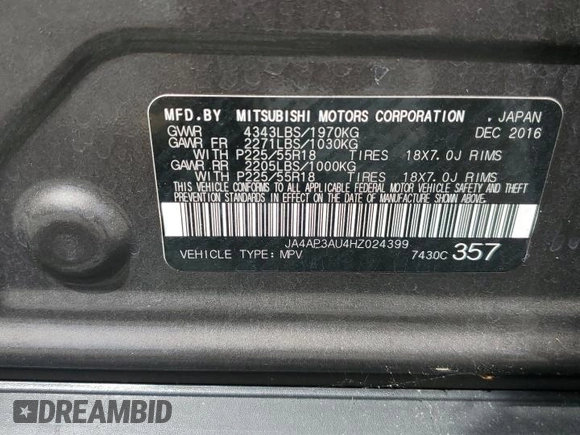 MFD.BY MITSUBISHI MOTORS CORPORATION , JAPAN
GVWR 4343LBS/1970KG DEC 2016
GAWR FR 2271LBS/1030KG
WITH P225/55R18 TIRES 18X7.0J RIMS
GAWR RR 2205LBS/1000KG
WITH P225/55R18 TIRES 18X7.0J RIMS
THIS VEHICLE CONFORMS TO ALL APPLICABLE FEDERAL MOTOR VEHICLE SAFETY AND THEFT
PREVENTION STANDARDS IN EFFECT ON THE DATE OF MANUFACTURE SHOWN ABOVE.
JA4AP3AU4HZ024399
VEHICLE TYPE: MPV 7430C 357
DREAMBID